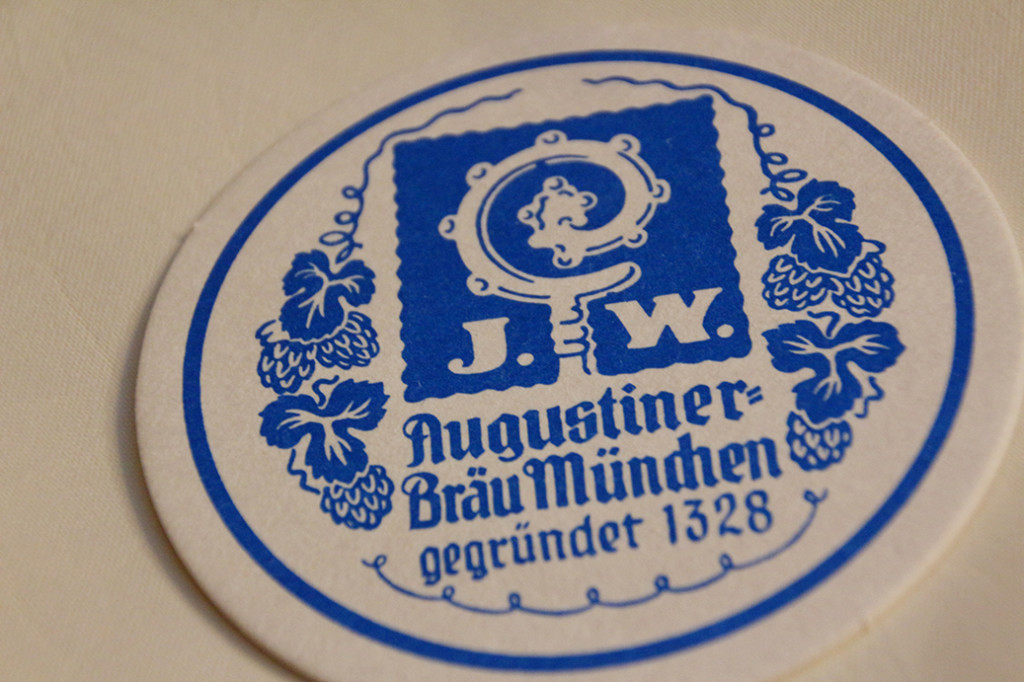 J. W.
Augustiner=
Bräu München
gegründet 1328